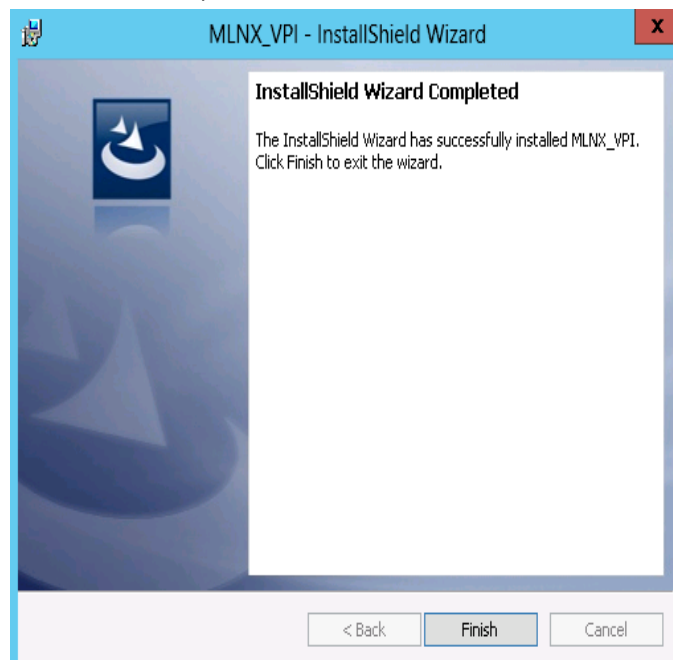 MLNX_VPI - InstallShield Wizard
X
InstallShield Wizard Completed
The InstallShield Wizard has successfully installed MLNX_VPI.
Click Finish to exit the wizard.
< Back Finish Cancel